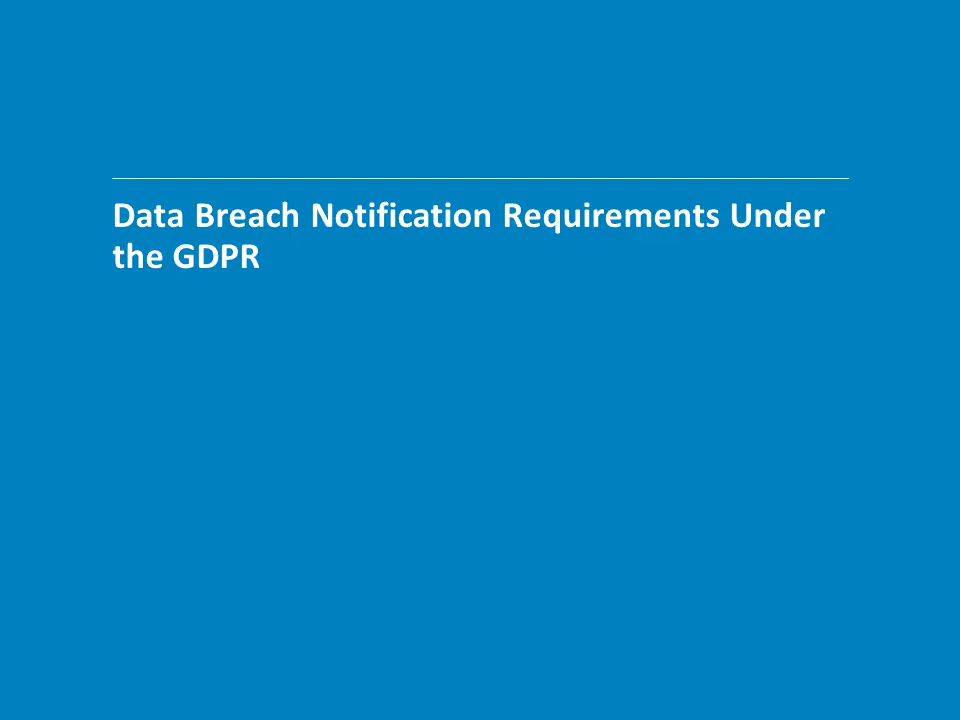 Data Breach Notification Requirements Under
the GDPR